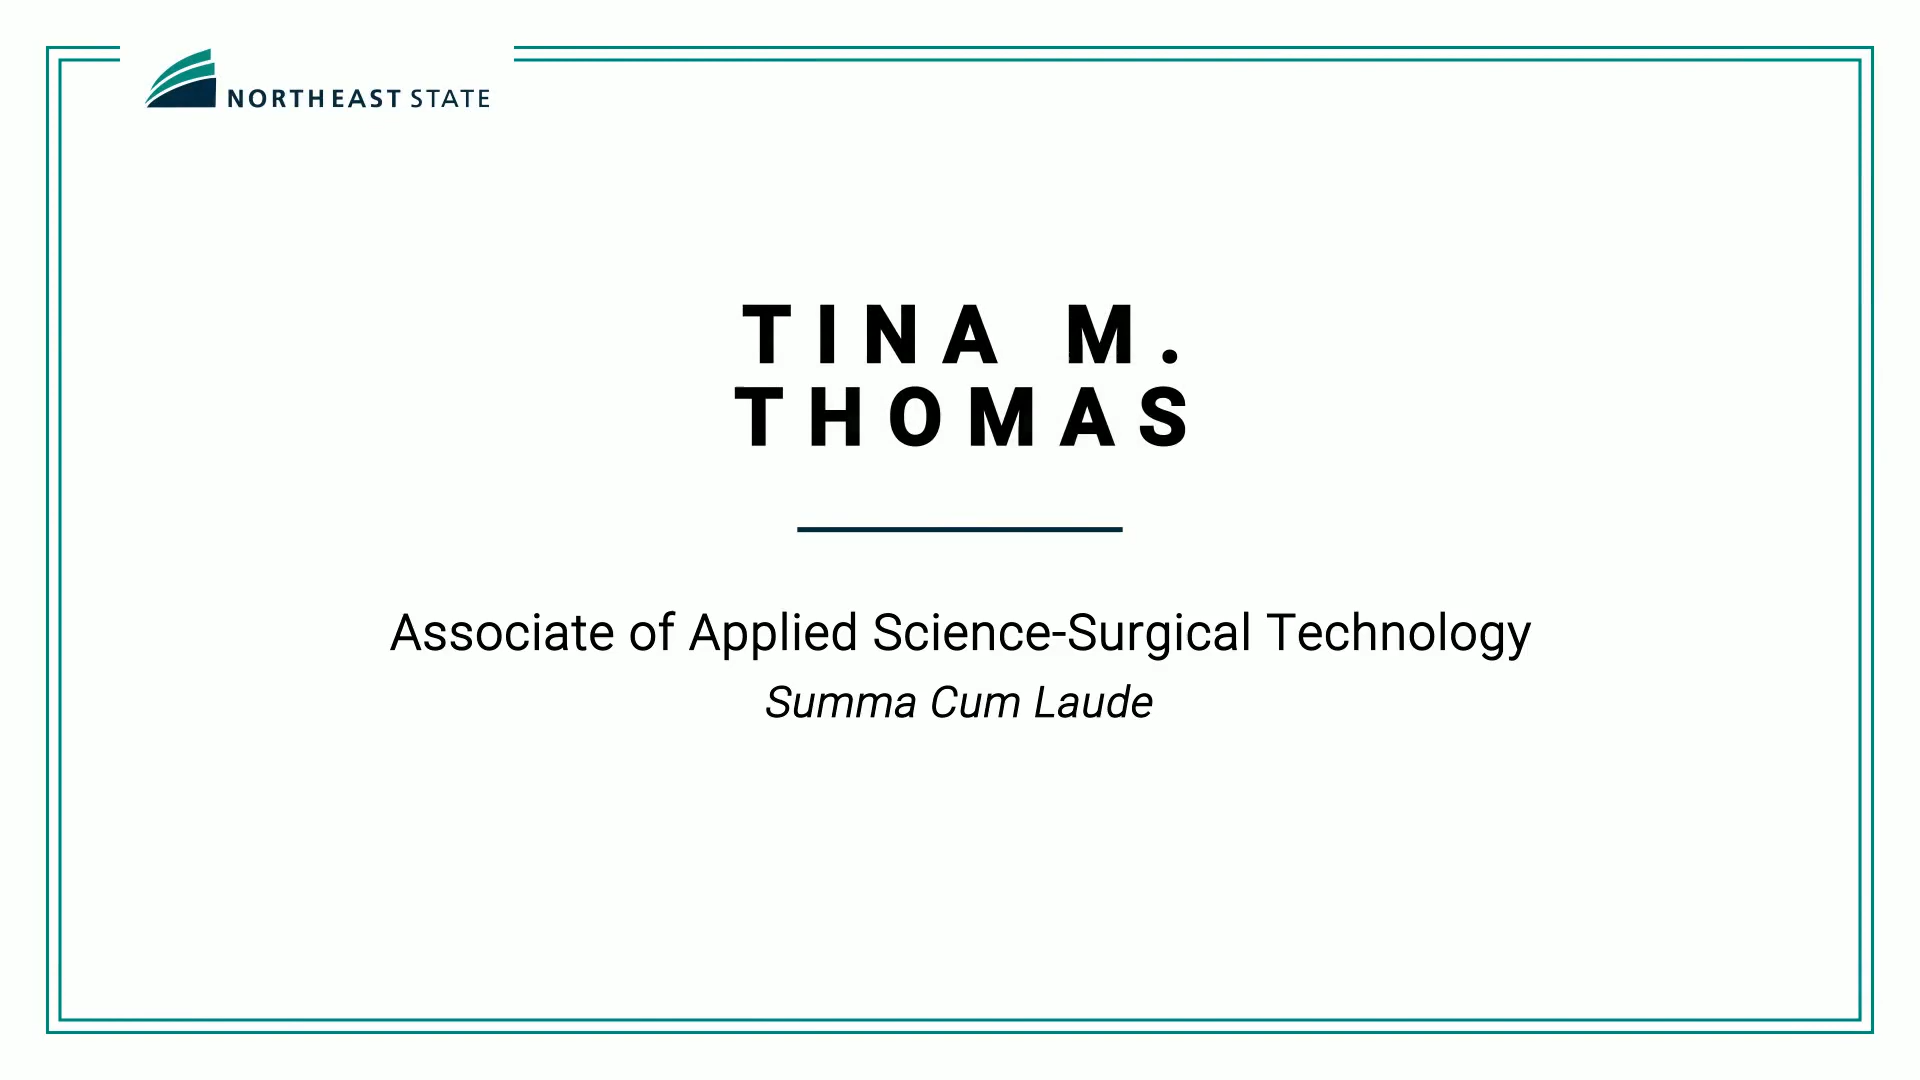 NORTHEAST STATE
TINA M.
THOMAS
Associate of Applied Science-Surgical Technology
Summa Cum Laude